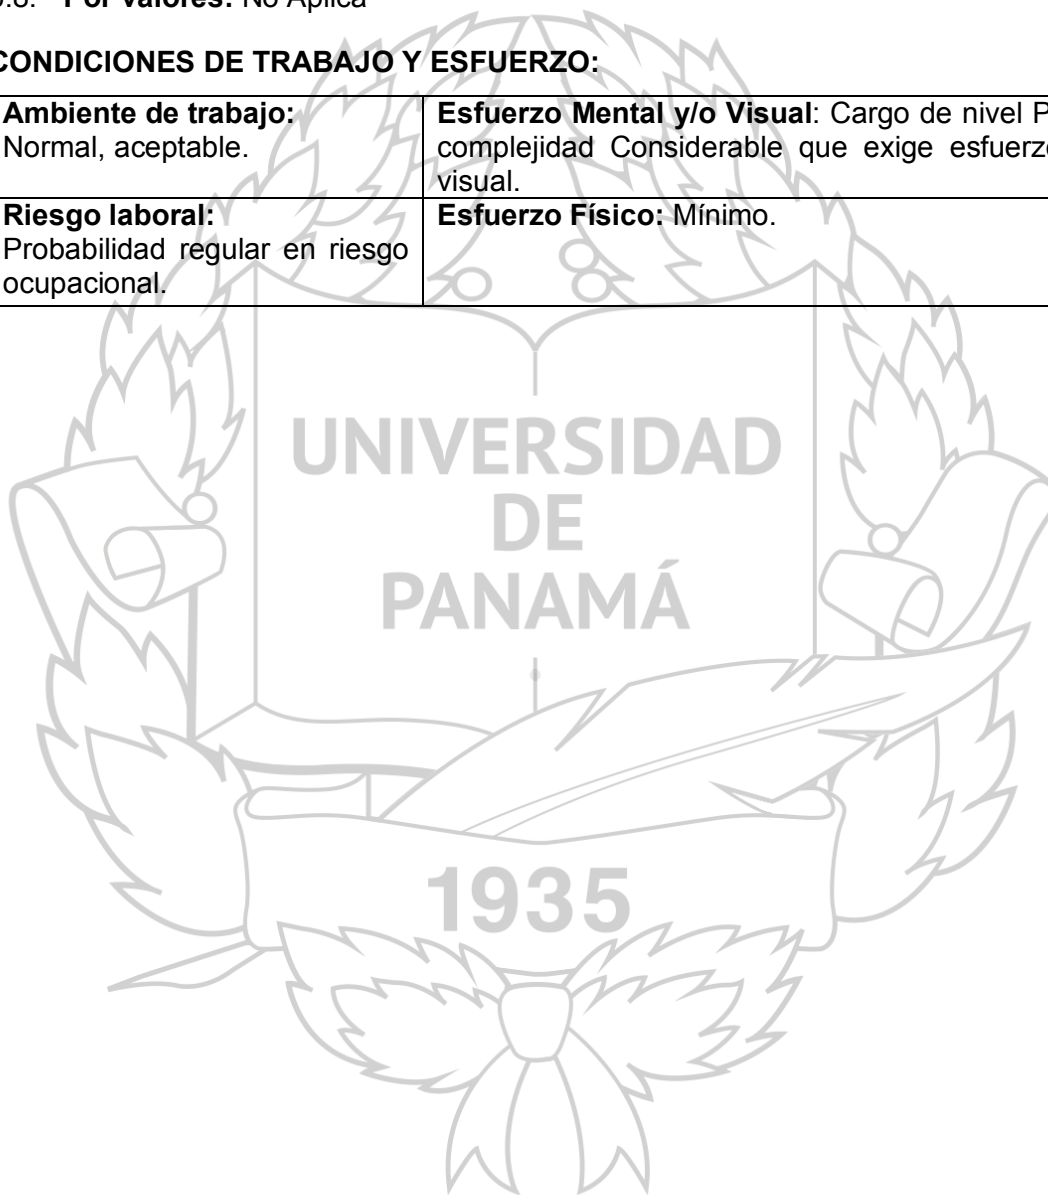 Por valores: No Aplica
CONDICIONES DE TRABAJO Y ESFUERZO:
Ambiente de trabajo:
Normal, aceptable.
Esfuerzo Mental y/o Visual: Cargo de nivel P
complejidad Considerable que exige esfuerzo
visual.
Riesgo laboral:
Probabilidad regular en riesgo
ocupacional.
Esfuerzo Físico: Mínimo.
UNIVERSIDAD
DE
PANAMÁ
1935